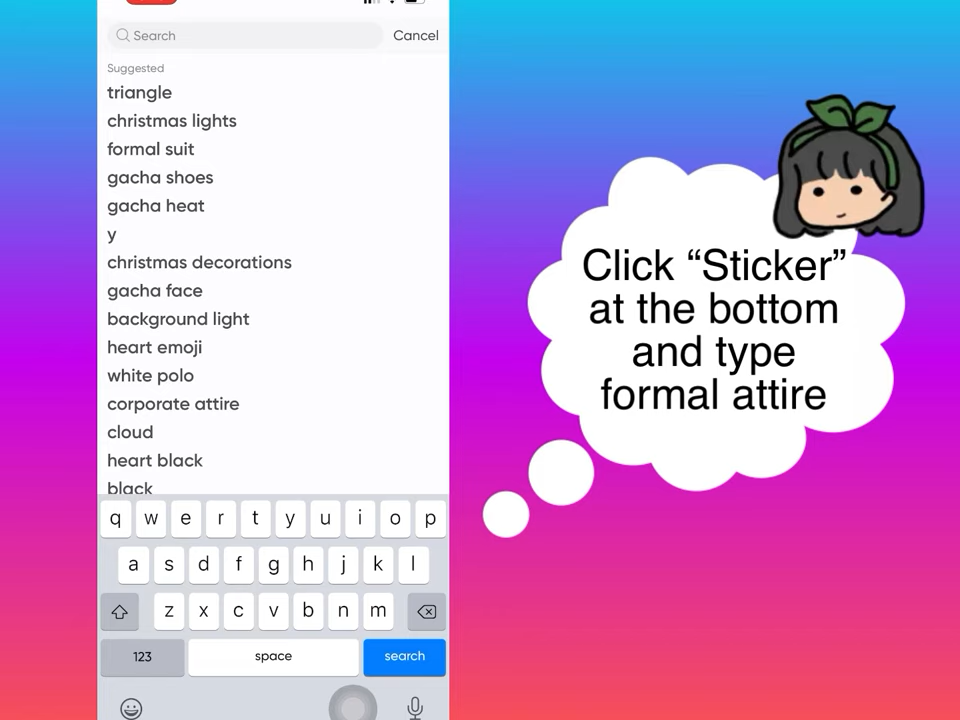 Search
Cancel
Suggested
triangle
christmas lights
formal suit
gacha shoes
gacha heat
y
christmas decorations
gacha face
background light
heart emoji
white polo
corporate attire
cloud
heart black
black
q w e r t y u i o p
a s d f g h j k l
z x c v b n m
123
space
search
Click “Sticker”
at the bottom
and type
formal attire